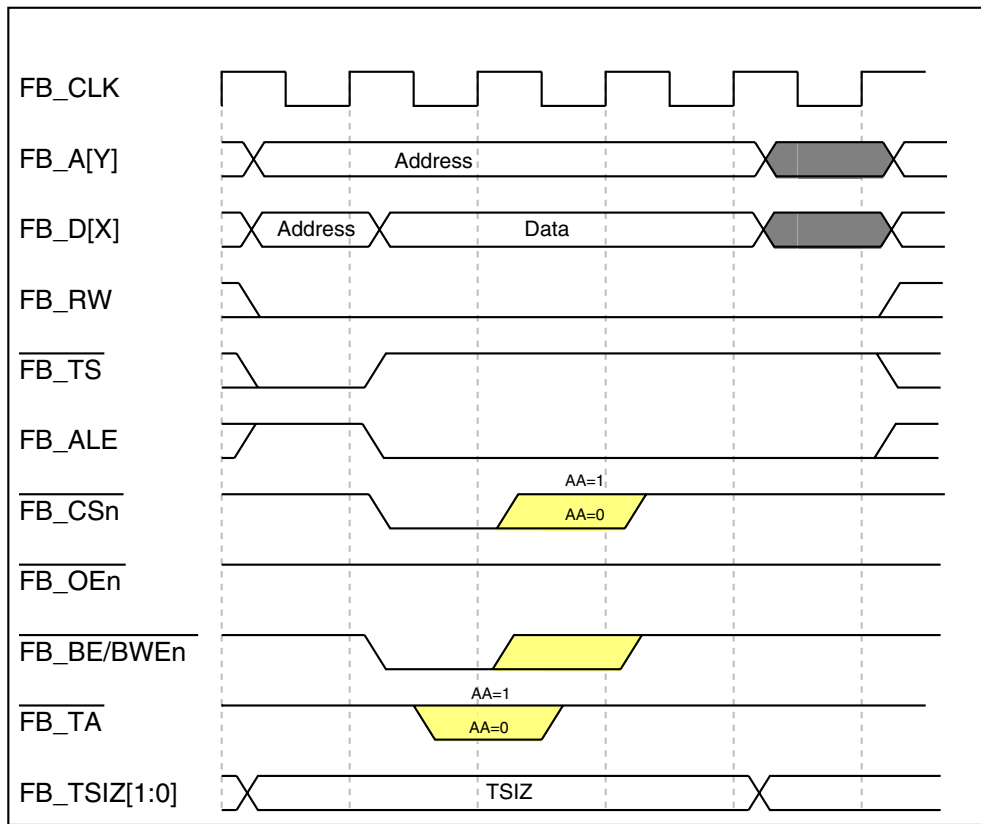 FB_CLK
FB_A[Y]
Address
FB_D[X]
Address
Data
FB_RW
FB_TS
FB_ALE
AA=1
FB_CSn
AA=0
FB_OEn
FB_BE/BWEn
AA=1
FB_TA
AA=0
FB_TSIZ[1:0]
TSIZ